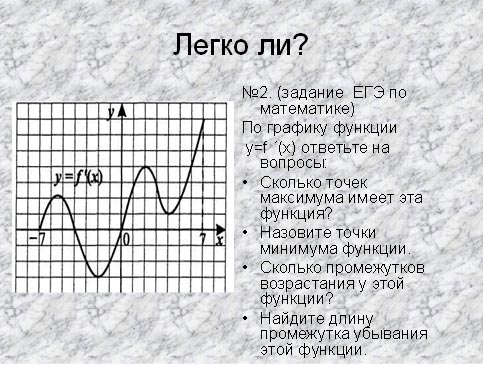 Легко ли?
№2. (задание ЕГЭ по
математике)
По графику функции
y=f ´(x) ответьте на
вопросы:
• Сколько точек
максимума имеет эта
функция?
• Назовите точки
минимума функции.
• Сколько промежутков
возрастания у этой
функции?
• Найдите длину
промежутка убывания
этой функции.
y
y=f'(x)
-7 0 7 x